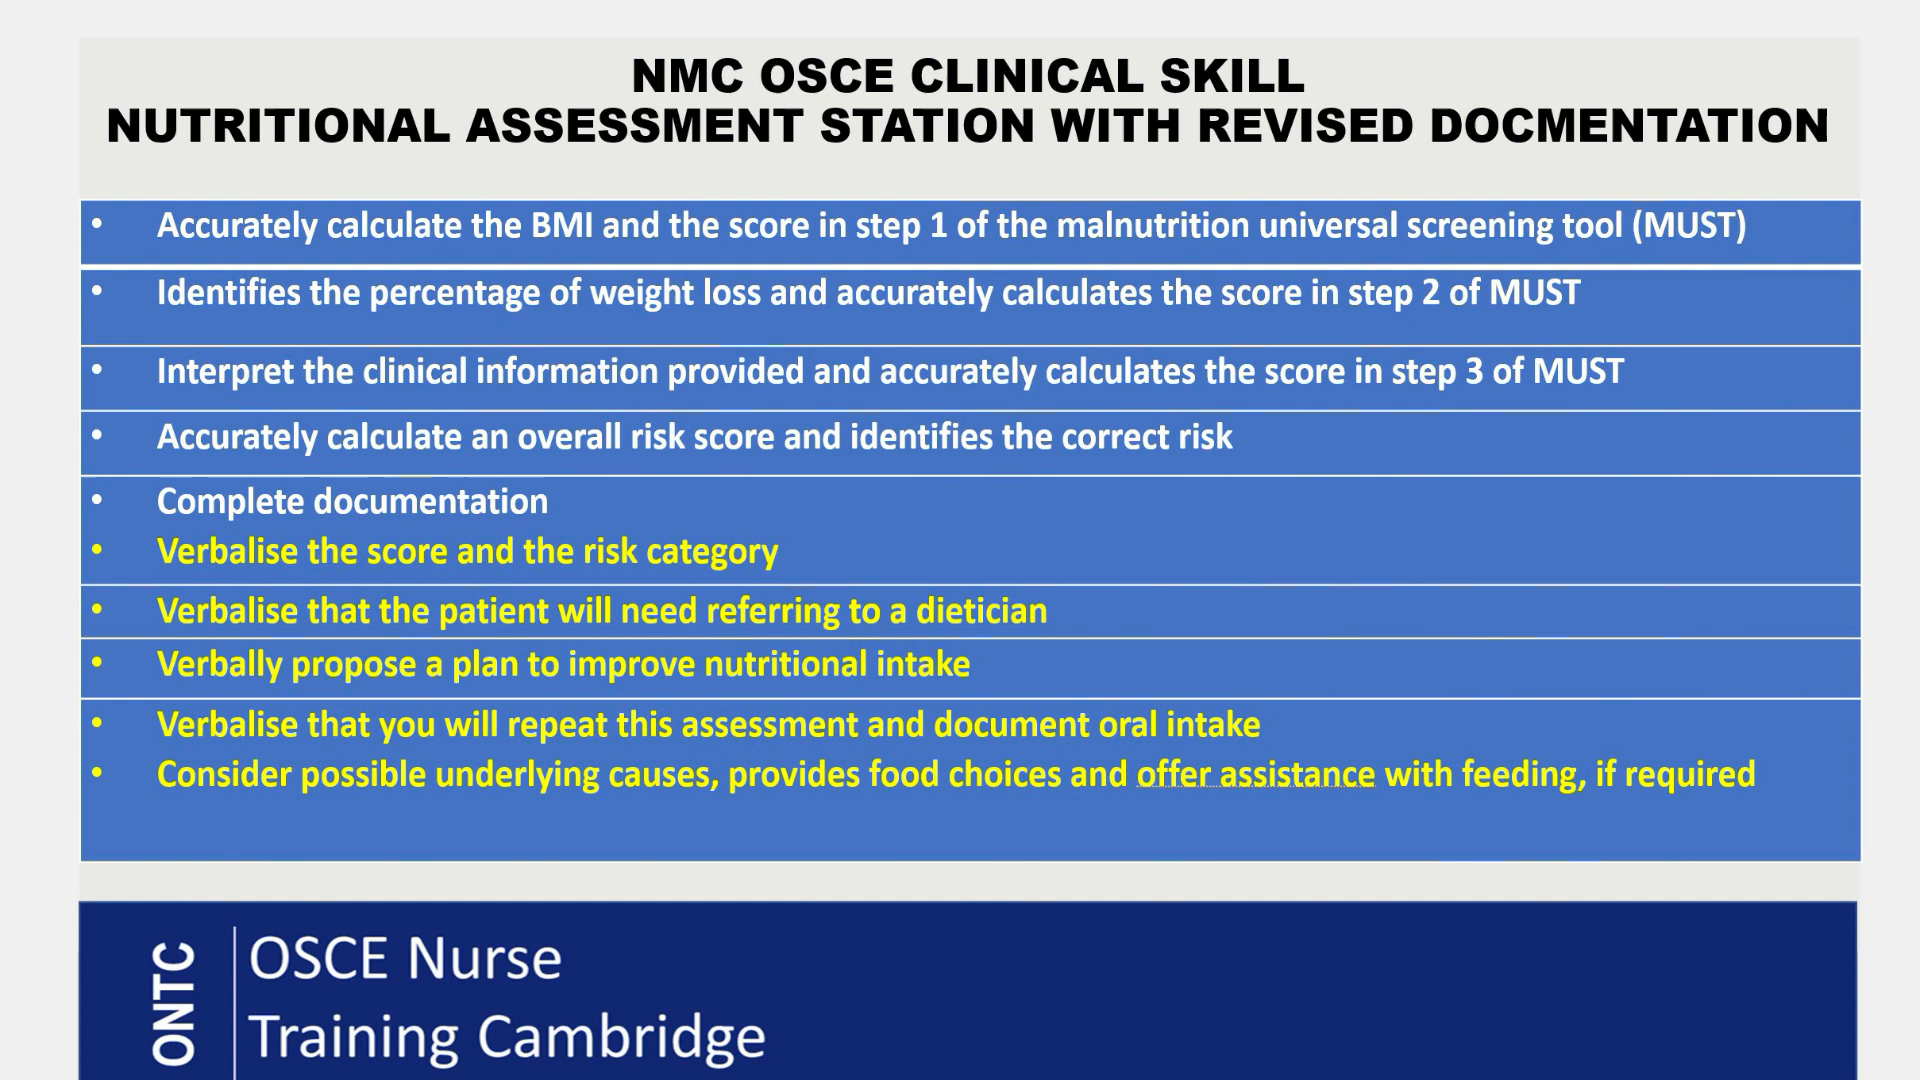 NMC OSCE CLINICAL SKILL
NUTRITIONAL ASSESSMENT STATION WITH REVISED DOCMENTATION
• Accurately calculate the BMI and the score in step 1 of the malnutrition universal screening tool (MUST)
• Identifies the percentage of weight loss and accurately calculates the score in step 2 of MUST
• Interpret the clinical information provided and accurately calculates the score in step 3 of MUST
• Accurately calculate an overall risk score and identifies the correct risk
• Complete documentation
• Verbalise the score and the risk category
• Verbalise that the patient will need referring to a dietician
• Verbally propose a plan to improve nutritional intake
• Verbalise that you will repeat this assessment and document oral intake
• Consider possible underlying causes, provides food choices and offer assistance with feeding, if required
ONTC
OSCE Nurse
Training Cambridge